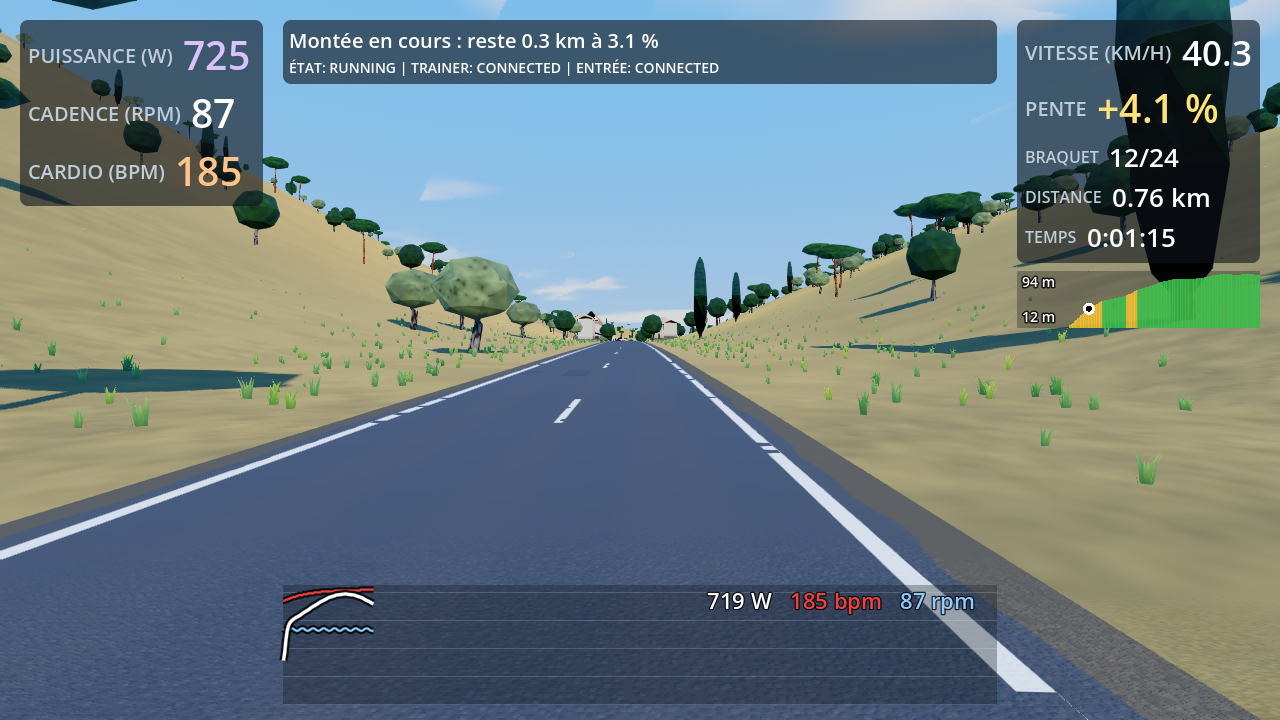 PUISSANCE (W) 725
CADENCE (RPM) 87
CARDIO (BPM) 185
Montée en cours : reste 0.3 km à 3.1 %
ÉTAT: RUNNING | TRAINER: CONNECTED | ENTRÉE: CONNECTED
VITESSE (KM/H) 40.3
PENTE +4.1 %
BRAQUET 12/24
DISTANCE 0.76 km
TEMPS 0:01:15
94 m
12 m
719 W 185 bpm 87 rpm